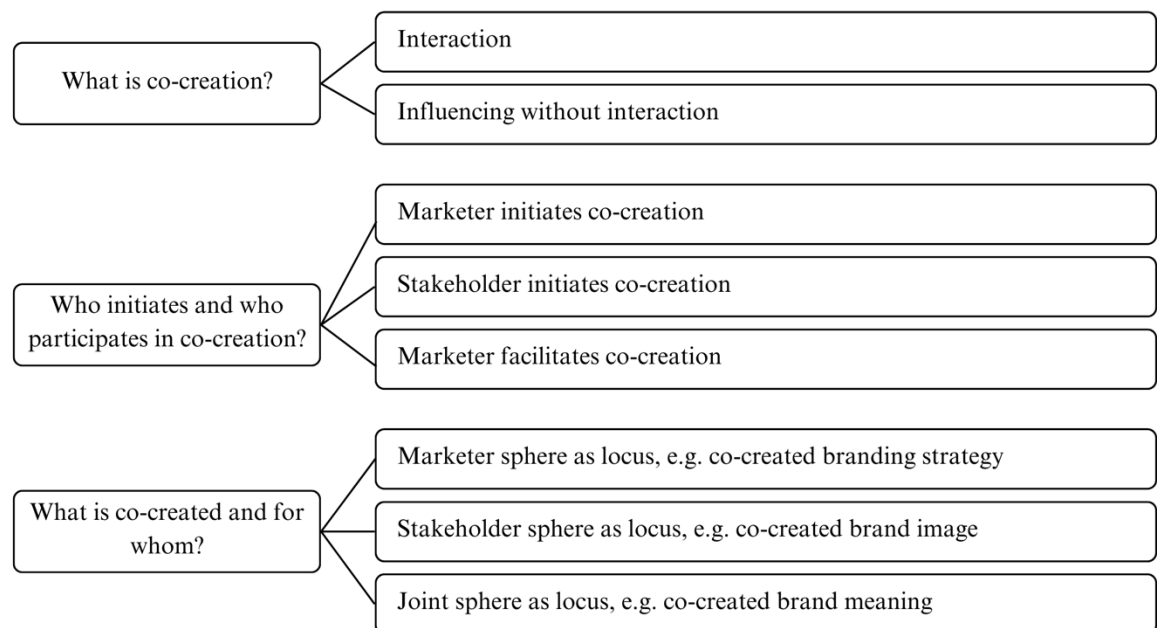 What is co-creation?
Interaction
Influencing without interaction
Who initiates and who
participates in co-creation?
Marketer initiates co-creation
Stakeholder initiates co-creation
Marketer facilitates co-creation
What is co-created and for
whom?
Marketer sphere as locus, e.g. co-created branding strategy
Stakeholder sphere as locus, e.g. co-created brand image
Joint sphere as locus, e.g. co-created brand meaning